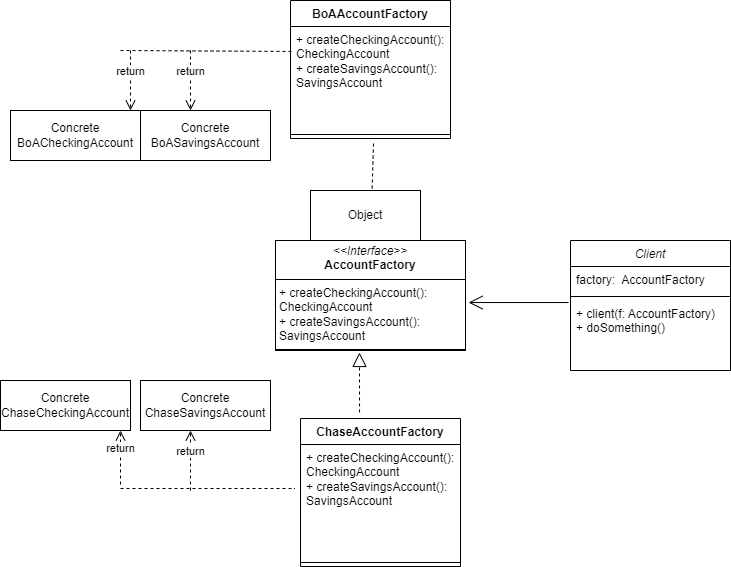 BoAAccountFactory
+ createCheckingAccount():
CheckingAccount
+ createSavingsAccount():
SavingsAccount
return
return
Concrete
BoACheckingAccount
Concrete
BoASavingsAccount
Object
<<Interface>>
AccountFactory
+ createCheckingAccount():
CheckingAccount
+ createSavingsAccount():
SavingsAccount
Client
factory: AccountFactory
+ client(f: AccountFactory)
+ doSomething()
Concrete
ChaseCheckingAccount
Concrete
ChaseSavingsAccount
return
return
ChaseAccountFactory
+ createCheckingAccount():
CheckingAccount
+ createSavingsAccount():
SavingsAccount